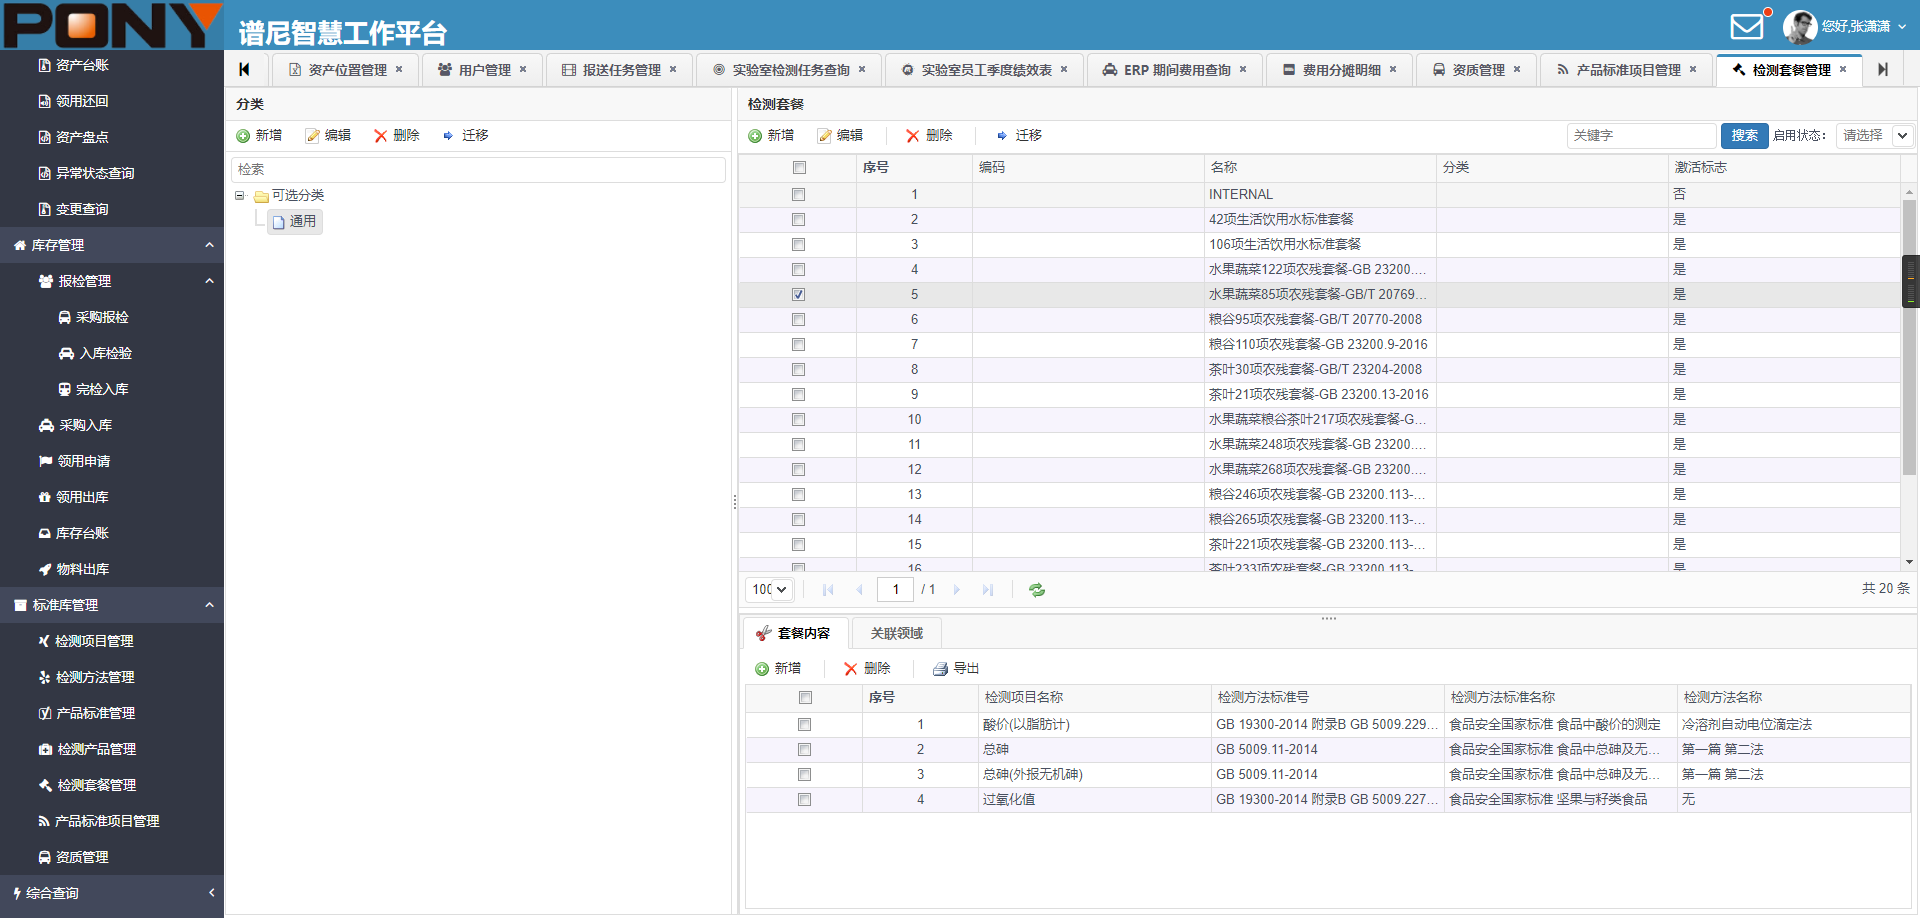 PONY 谱尼智慧工作平台 您好,张潇潇
资产位置管理 × 用户管理 × 报送任务管理 × 实验室检测任务查询 × 实验室员工季度绩效表 × ERP 期间费用查询 × 费用分摊明细 × 资质管理 × 产品标准项目管理 × 检测套餐管理 ×
资产台账
领用还回
资产盘点
异常状态查询
变更查询
库存管理
报检管理
采购报检
入库检验
完检入库
采购入库
领用申请
领用出库
库存台账
物料出库
标准库管理
检测项目管理
检测方法管理
产品标准管理
检测产品管理
检测套餐管理
产品标准项目管理
资质管理
综合查询
分类
新增 编辑 删除 迁移
检索
可选分类
通用
检测套餐
新增 编辑 删除 迁移 关键字 搜索 启用状态: 请选择
序号 编码 名称 分类 激活标志
1 INTERNAL 否
2 42项生活饮用水标准套餐 是
3 106项生活饮用水标准套餐 是
4 水果蔬菜122项农残套餐-GB 23200.... 是
5 水果蔬菜85项农残套餐-GB/T 20769... 是
6 粮谷95项农残套餐-GB/T 20770-2008 是
7 粮谷110项农残套餐-GB 23200.9-2016 是
8 茶叶30项农残套餐-GB/T 23204-2008 是
9 茶叶21项农残套餐-GB 23200.13-2016 是
10 水果蔬菜粮谷茶叶217项农残套餐-G... 是
11 水果蔬菜248项农残套餐-GB 23200.... 是
12 水果蔬菜268项农残套餐-GB 23200.... 是
13 粮谷246项农残套餐-GB 23200.113-... 是
14 粮谷265项农残套餐-GB 23200.113-... 是
15 茶叶221项农残套餐-GB 23200.113-... 是
16 茶叶233项农残套餐-GB 23200.113-... 是
100 1 / 1 共 20 条
套餐内容 关联领域
新增 删除 导出
序号 检测项目名称 检测方法标准号 检测方法标准名称 检测方法名称
1 酸价(以脂肪计) GB 19300-2014 附录B GB 5009.229... 食品安全国家标准 食品中酸价的测定 冷溶剂自动电位滴定法
2 总砷 GB 5009.11-2014 食品安全国家标准 食品中总砷及无... 第一篇 第二法
3 总砷(外报无机砷) GB 5009.11-2014 食品安全国家标准 食品中总砷及无... 第一篇 第二法
4 过氧化值 GB 19300-2014 附录B GB 5009.227... 食品安全国家标准 坚果与籽类食品 无